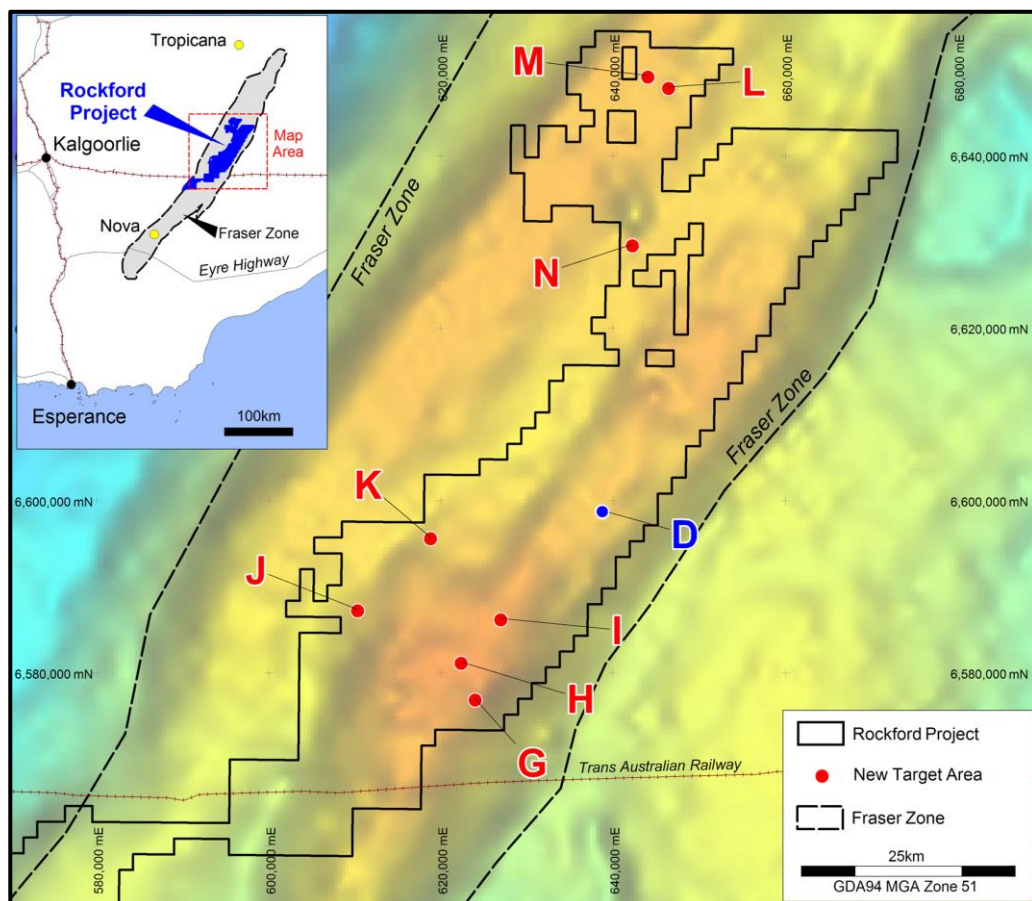 Tropicana
Rockford
Project
Kalgoorlie
Map
Area
Nova
Fraser Zone
Eyre Highway
Esperance
100km
620,000 mE
640,000 mE
660,000 mE
680,000 mE
M
L
6,640,000 mN
6,640,000 mN
Fraser Zone
N
6,620,000 mN
Fraser Zone
K
6,600,000 mN
6,600,000 mN
D
J
I
6,580,000 mN
6,580,000 mN
H
G
Trans Australian Railway
580,000 mE
600,000 mE
620,000 mE
640,000 mE
Rockford Project
New Target Area
Fraser Zone
25km
GDA94 MGA Zone 51